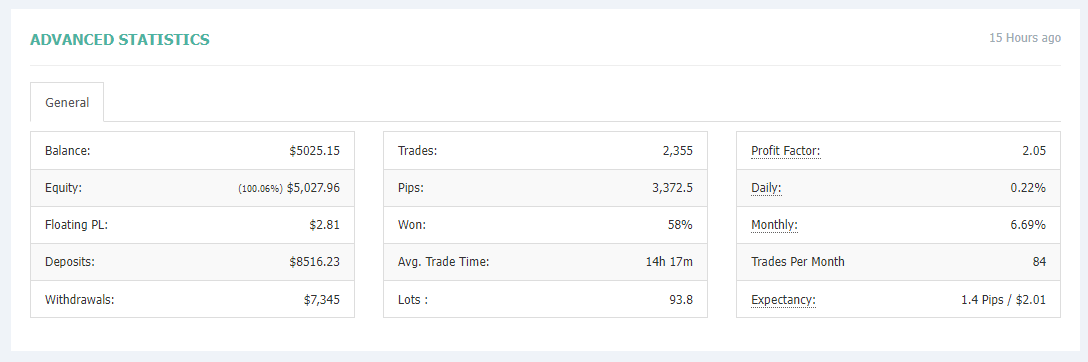 ADVANCED STATISTICS
15 Hours ago
General
Balance: $5025.15
Equity: (100.06%) $5,027.96
Floating PL: $2.81
Deposits: $8516.23
Withdrawals: $7,345
Trades: 2,355
Pips: 3,372.5
Won: 58%
Avg. Trade Time: 14h 17m
Lots : 93.8
Profit Factor: 2.05
Daily: 0.22%
Monthly: 6.69%
Trades Per Month 84
Expectancy: 1.4 Pips / $2.01